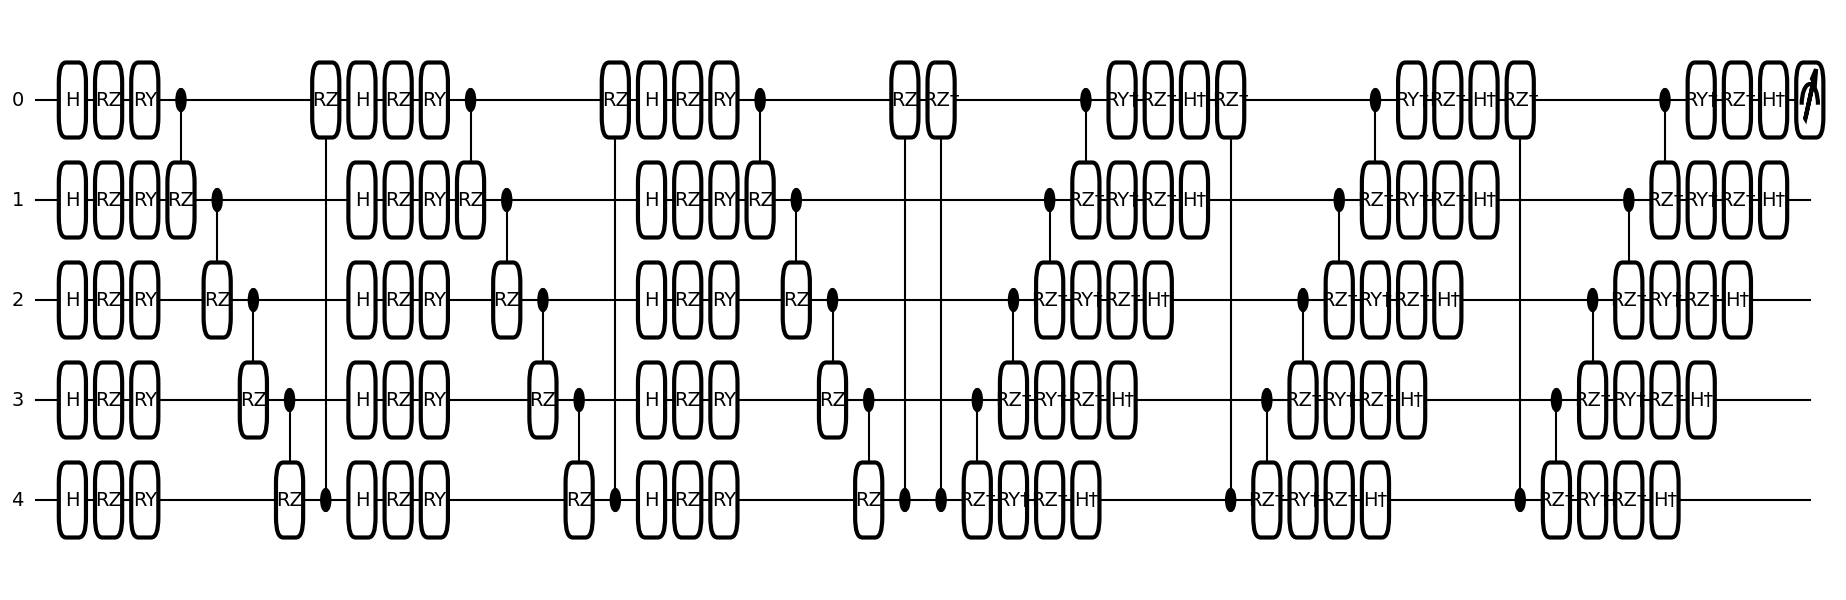 0 H RZ RY RZ H RZ RY RZ H RZ RY RZ RZ† RY† RZ† H† RZ† RY† RZ† H† RZ† RY† RZ† H†
1 H RZ RY RZ H RZ RY RZ H RZ RY RZ RZ† RY† RZ† H† RZ† RY† RZ† H† RZ† RY† RZ† H†
2 H RZ RY RZ H RZ RY RZ H RZ RY RZ RZ† RY† RZ† H† RZ† RY† RZ† H† RZ† RY† RZ† H†
3 H RZ RY RZ H RZ RY RZ H RZ RY RZ RZ† RY† RZ† H† RZ† RY† RZ† H† RZ† RY† RZ† H†
4 H RZ RY RZ H RZ RY RZ H RZ RY RZ RZ† RY† RZ† H† RZ† RY† RZ† H† RZ† RY† RZ† H†